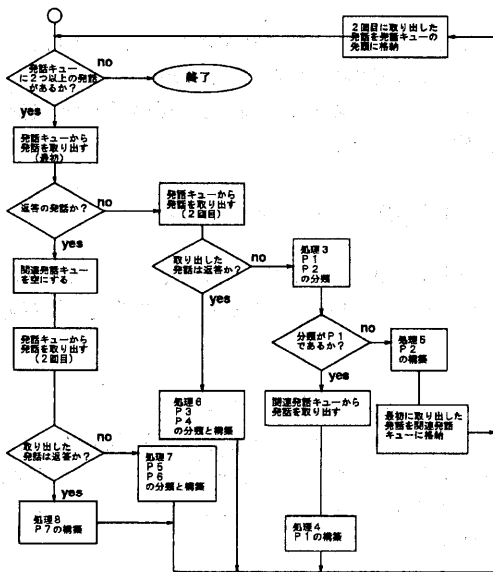 ２回目に取り出した
発話を発話キューの
先頭に格納
発話キュー
に２つ以上の発話
があるか？
no
終了
yes
発話キューから
発話を取り出す
（最初）
返答の発話か？
no
発話キューから
発話を取り出す
（２回目）
yes
関連発話キュー
を空にする
取り出した
発話は返答か？
no
処理３
Ｐ１
Ｐ２
の分類
yes
発話キューから
発話を取り出す
（２回目）
分類がＰ１
であるか？
no
処理５
Ｐ２
の構築
yes
処理６
Ｐ３
Ｐ４
の分類と構築
関連発話キューから
発話を取り出す
最初に取り出した
発話を関連発話
キューに格納
取り出した
発話は返答か？
no
処理７
Ｐ５
Ｐ６
の分類と構築
yes
処理８
Ｐ７の構築
処理４
Ｐ１の構築